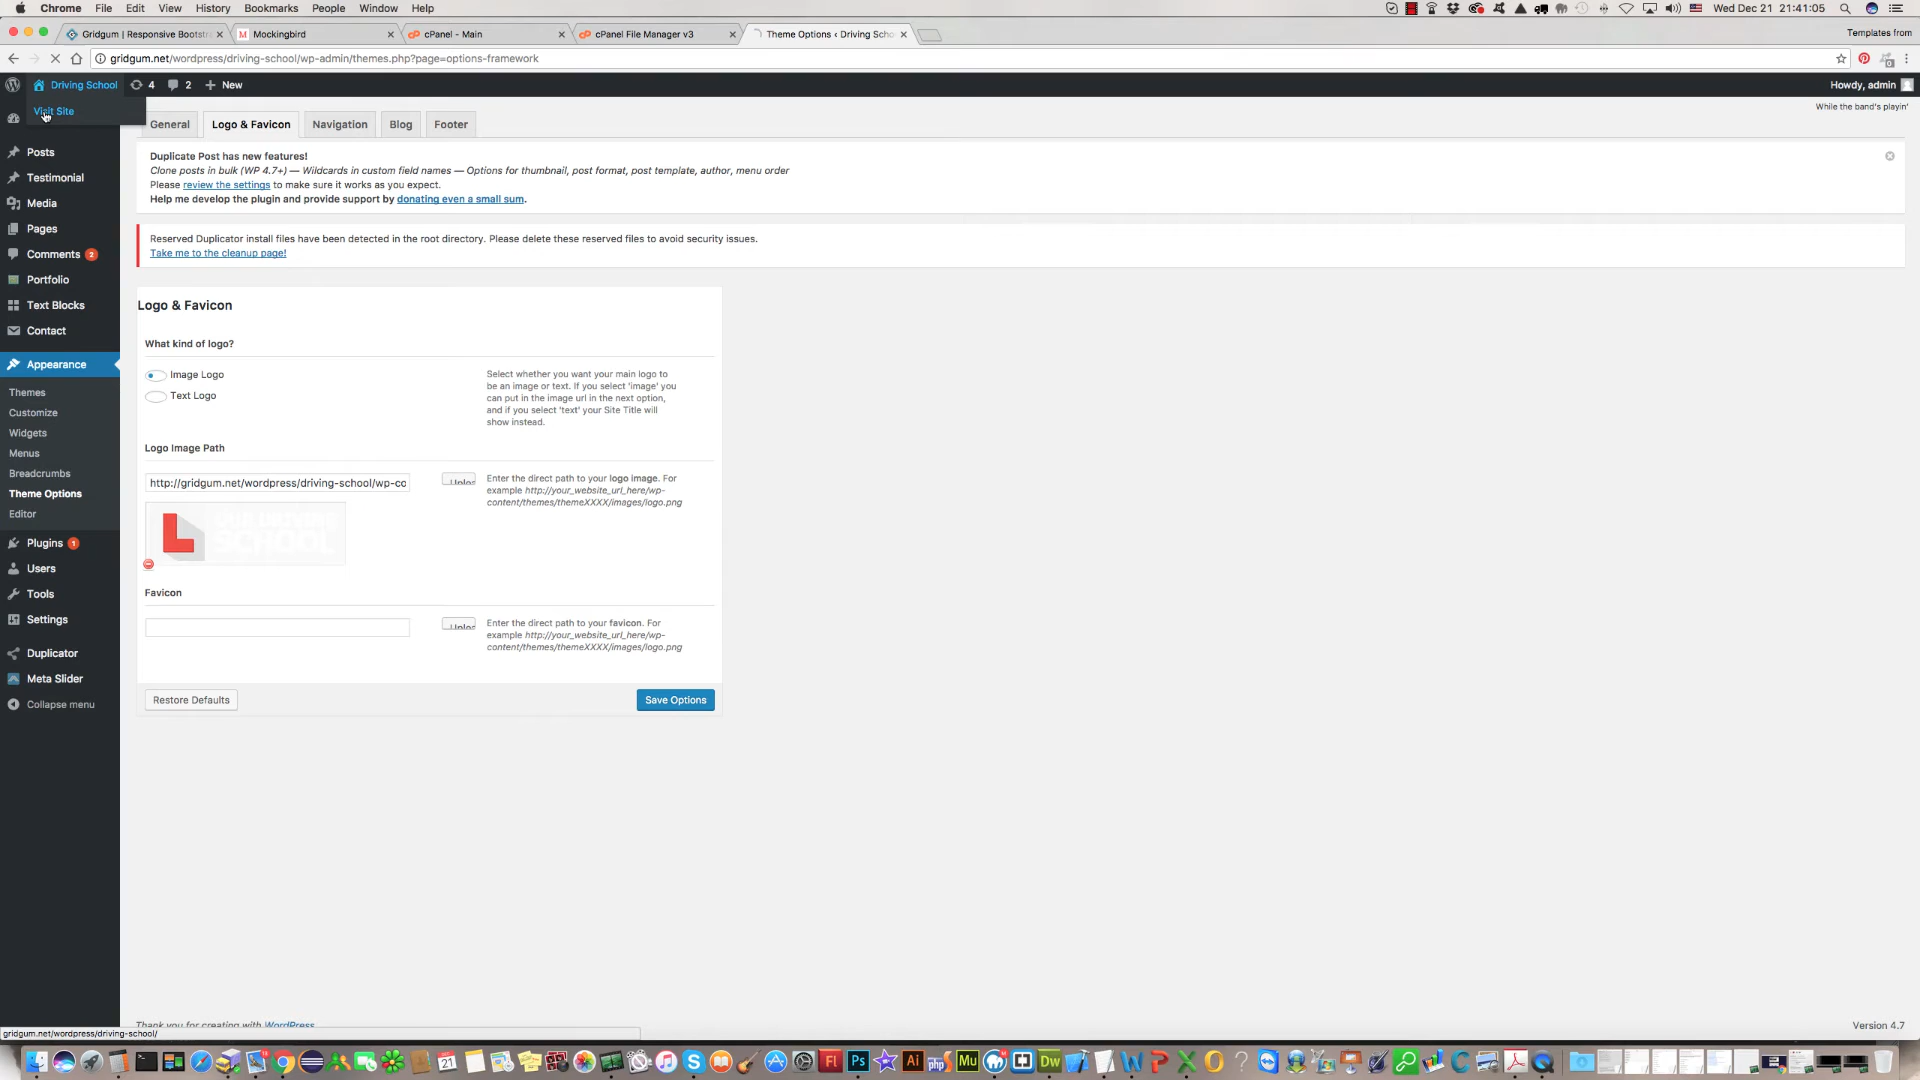 Chrome File Edit View History Bookmarks People Window Help
Wed Dec 21 21:41:05
Gridgum | Responsive Bootstr
Mockingbird
cPanel - Main
cPanel File Manager v3
Theme Options ‹ Driving Scho
Templates from
gridgum.net/wordpress/driving-school/wp-admin/themes.php?page=options-framework
Driving School 4 2 New
Howdy, admin
Visit Site
While the band's playin'
General Logo & Favicon Navigation Blog Footer
Posts
Testimonial
Media
Pages
Comments 2
Portfolio
Text Blocks
Contact
Appearance
Themes
Customize
Widgets
Menus
Breadcrumbs
Theme Options
Editor
Plugins 1
Users
Tools
Settings
Duplicator
Meta Slider
Collapse menu
Duplicate Post has new features!
Clone posts in bulk (WP 4.7+) — Wildcards in custom field names — Options for thumbnail, post format, post template, author, menu order
Please review the settings to make sure it works as you expect.
Help me develop the plugin and provide support by donating even a small sum.
Reserved Duplicator install files have been detected in the root directory. Please delete these reserved files to avoid security issues.
Take me to the cleanup page!
Logo & Favicon
What kind of logo?
Image Logo
Text Logo
Select whether you want your main logo to
be an image or text. If you select 'image' you
can put in the image url in the next option,
and if you select 'text' your Site Title will
show instead.
Logo Image Path
http://gridgum.net/wordpress/driving-school/wp-co
Enter the direct path to your logo image. For
example http://your_website_url_here/wp-
content/themes/themeXXXX/images/logo.png
SCHOOL
Favicon
Enter the direct path to your favicon. For
example http://your_website_url_here/wp-
content/themes/themeXXXX/images/logo.png
Restore Defaults
Save Options
Thank you for creating with WordPress
Version 4.7
gridgum.net/wordpress/driving-school/